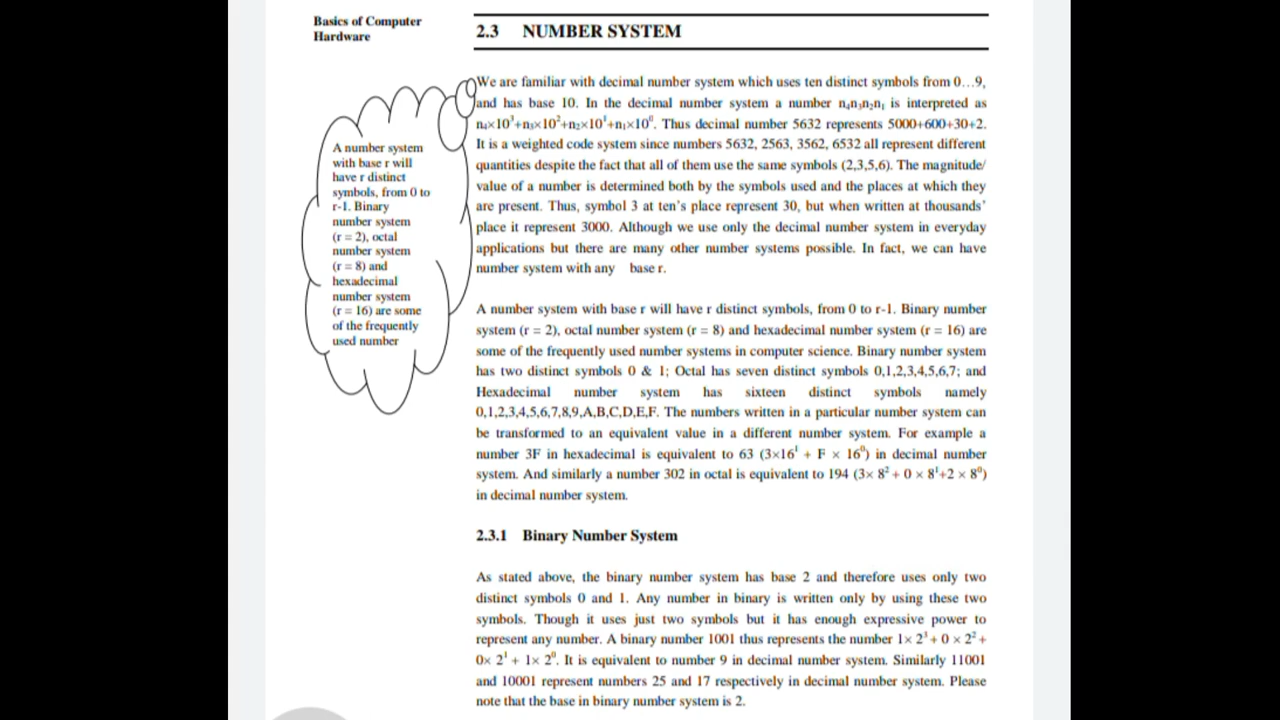 Basics of Computer
Hardware
2.3 NUMBER SYSTEM
We are familiar with decimal number system which uses ten distinct symbols from 0…9,
and has base 10. In the decimal number system a number n₄n₃n₂n₁ is interpreted as
n₄×10³+n₃×10²+n₂×10¹+n₁×10⁰. Thus decimal number 5632 represents 5000+600+30+2.
It is a weighted code system since numbers 5632, 2563, 3562, 6532 all represent different
quantities despite the fact that all of them use the same symbols (2,3,5,6). The magnitude/
value of a number is determined both by the symbols used and the places at which they
are present. Thus, symbol 3 at ten's place represent 30, but when written at thousands'
place it represent 3000. Although we use only the decimal number system in everyday
applications but there are many other number systems possible. In fact, we can have
number system with any base r.
A number system
with base r will
have r distinct
symbols, from 0 to
r-1. Binary
number system
(r = 2), octal
number system
(r = 8) and
hexadecimal
number system
(r = 16) are some
of the frequently
used number
A number system with base r will have r distinct symbols, from 0 to r-1. Binary number
system (r = 2), octal number system (r = 8) and hexadecimal number system (r = 16) are
some of the frequently used number systems in computer science. Binary number system
has two distinct symbols 0 & 1; Octal has seven distinct symbols 0,1,2,3,4,5,6,7; and
Hexadecimal number system has sixteen distinct symbols namely
0,1,2,3,4,5,6,7,8,9,A,B,C,D,E,F. The numbers written in a particular number system can
be transformed to an equivalent value in a different number system. For example a
number 3F in hexadecimal is equivalent to 63 (3×16¹ + F × 16⁰) in decimal number
system. And similarly a number 302 in octal is equivalent to 194 (3× 8² + 0 × 8¹+2 × 8⁰)
in decimal number system.
2.3.1 Binary Number System
As stated above, the binary number system has base 2 and therefore uses only two
distinct symbols 0 and 1. Any number in binary is written only by using these two
symbols. Though it uses just two symbols but it has enough expressive power to
represent any number. A binary number 1001 thus represents the number 1× 2³ + 0 × 2² +
0× 2¹ + 1× 2⁰. It is equivalent to number 9 in decimal number system. Similarly 11001
and 10001 represent numbers 25 and 17 respectively in decimal number system. Please
note that the base in binary number system is 2.